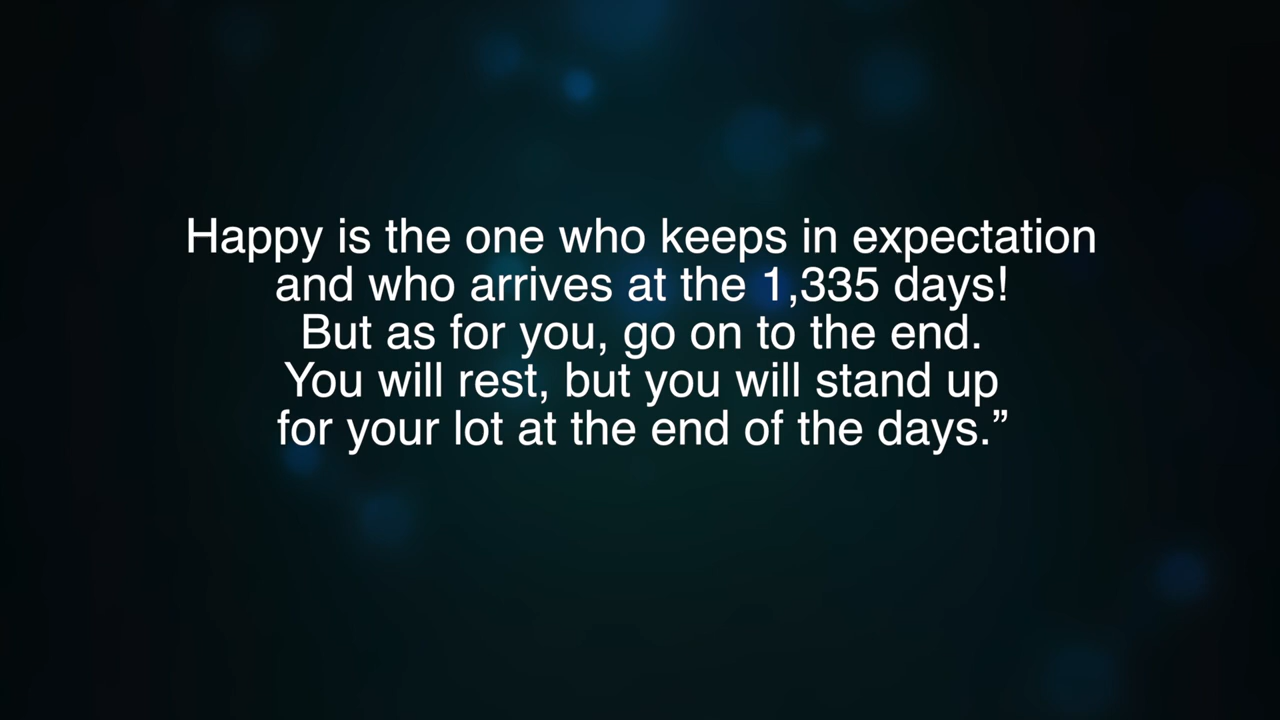 Happy is the one who keeps in expectation
and who arrives at the 1,335 days!
But as for you, go on to the end.
You will rest, but you will stand up
for your lot at the end of the days.”